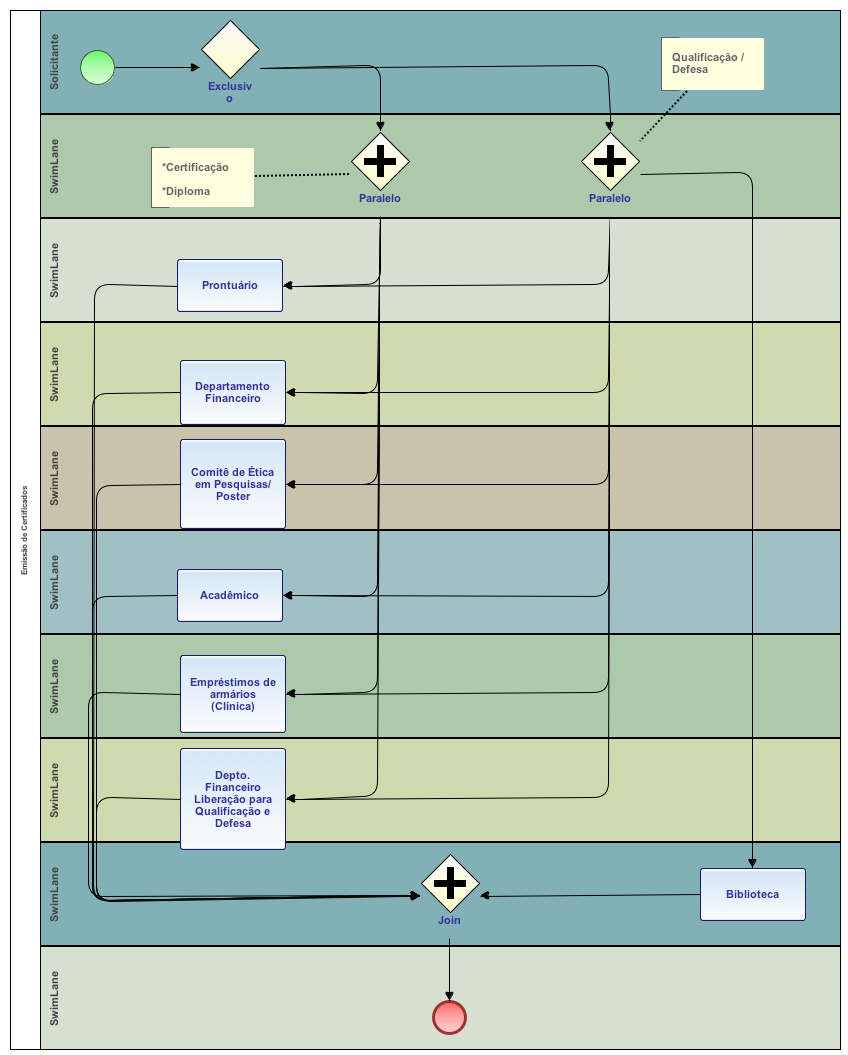 Emissão de Certificados
Solicitante
Exclusiv
o
Qualificação /
Defesa
SwimLane
*Certificação
*Diploma
Paralelo
Paralelo
SwimLane
Prontuário
SwimLane
Departamento
Financeiro
SwimLane
Comitê de Ética
em Pesquisas/
Poster
SwimLane
Acadêmico
SwimLane
Empréstimos de
armários
(Clínica)
SwimLane
Depto.
Financeiro
Liberação para
Qualificação e
Defesa
SwimLane
Join
Biblioteca
SwimLane